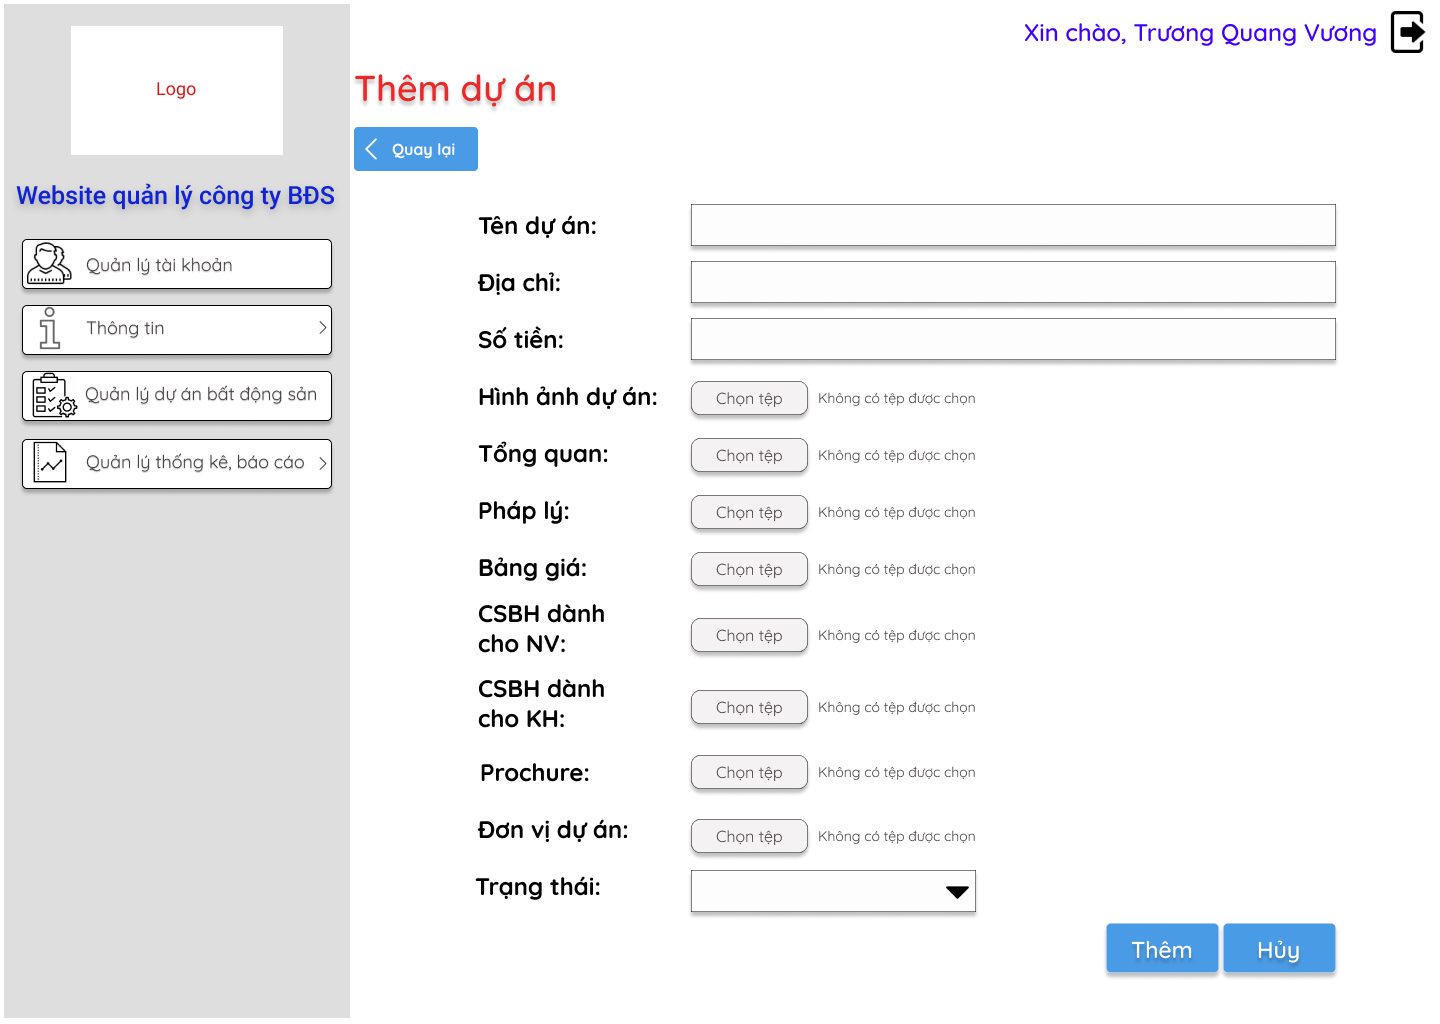 Logo
Website quản lý công ty BĐS
Quản lý tài khoản
Thông tin
Quản lý dự án bất động sản
Quản lý thống kê, báo cáo
Xin chào, Trương Quang Vương
Thêm dự án
Quay lại
Tên dự án:
Địa chỉ:
Số tiền:
Hình ảnh dự án: Chọn tệp Không có tệp được chọn
Tổng quan: Chọn tệp Không có tệp được chọn
Pháp lý: Chọn tệp Không có tệp được chọn
Bảng giá: Chọn tệp Không có tệp được chọn
CSBH dành
cho NV: Chọn tệp Không có tệp được chọn
CSBH dành
cho KH: Chọn tệp Không có tệp được chọn
Prochure: Chọn tệp Không có tệp được chọn
Đơn vị dự án: Chọn tệp Không có tệp được chọn
Trạng thái:
Thêm Hủy